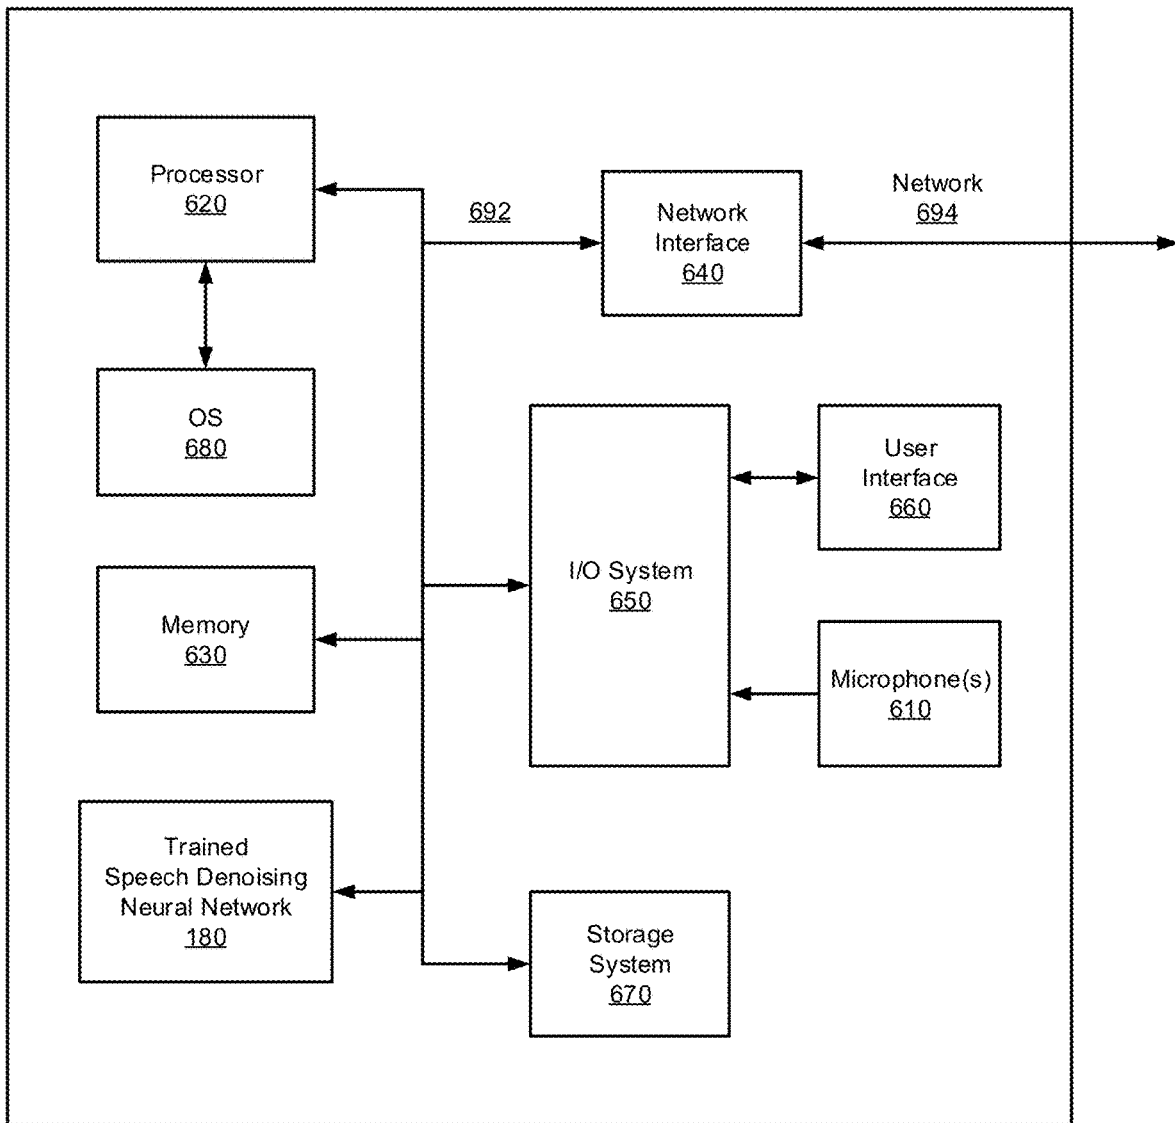 Processor
620
692
Network
Interface
640
Network
694
OS
680
I/O System
650
User
Interface
660
Memory
630
Microphone(s)
610
Trained
Speech Denoising
Neural Network
180
Storage
System
670